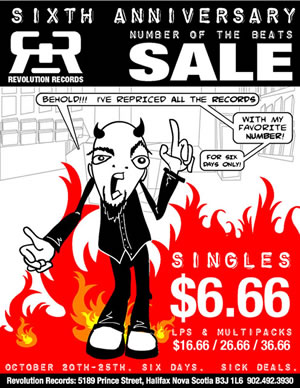 SIXTH ANNIVERSARY
NUMBER OF THE BEATS
SALE
RR
REVOLUTION RECORDS
BEHOLD!!! I'VE REPRICED ALL THE RECORDS
WITH MY
FAVORITE
NUMBER!
FOR SIX
DAYS ONLY!
SINGLES
$6.66
LPS & MULTIPACKS
$16.66 / 26.66 / 36.66
OCTOBER 20TH-25TH. SIX DAYS. SICK DEALS.
Revolution Records: 5189 Prince Street, Halifax Nova Scotia B3J 1L6 902.492.3930